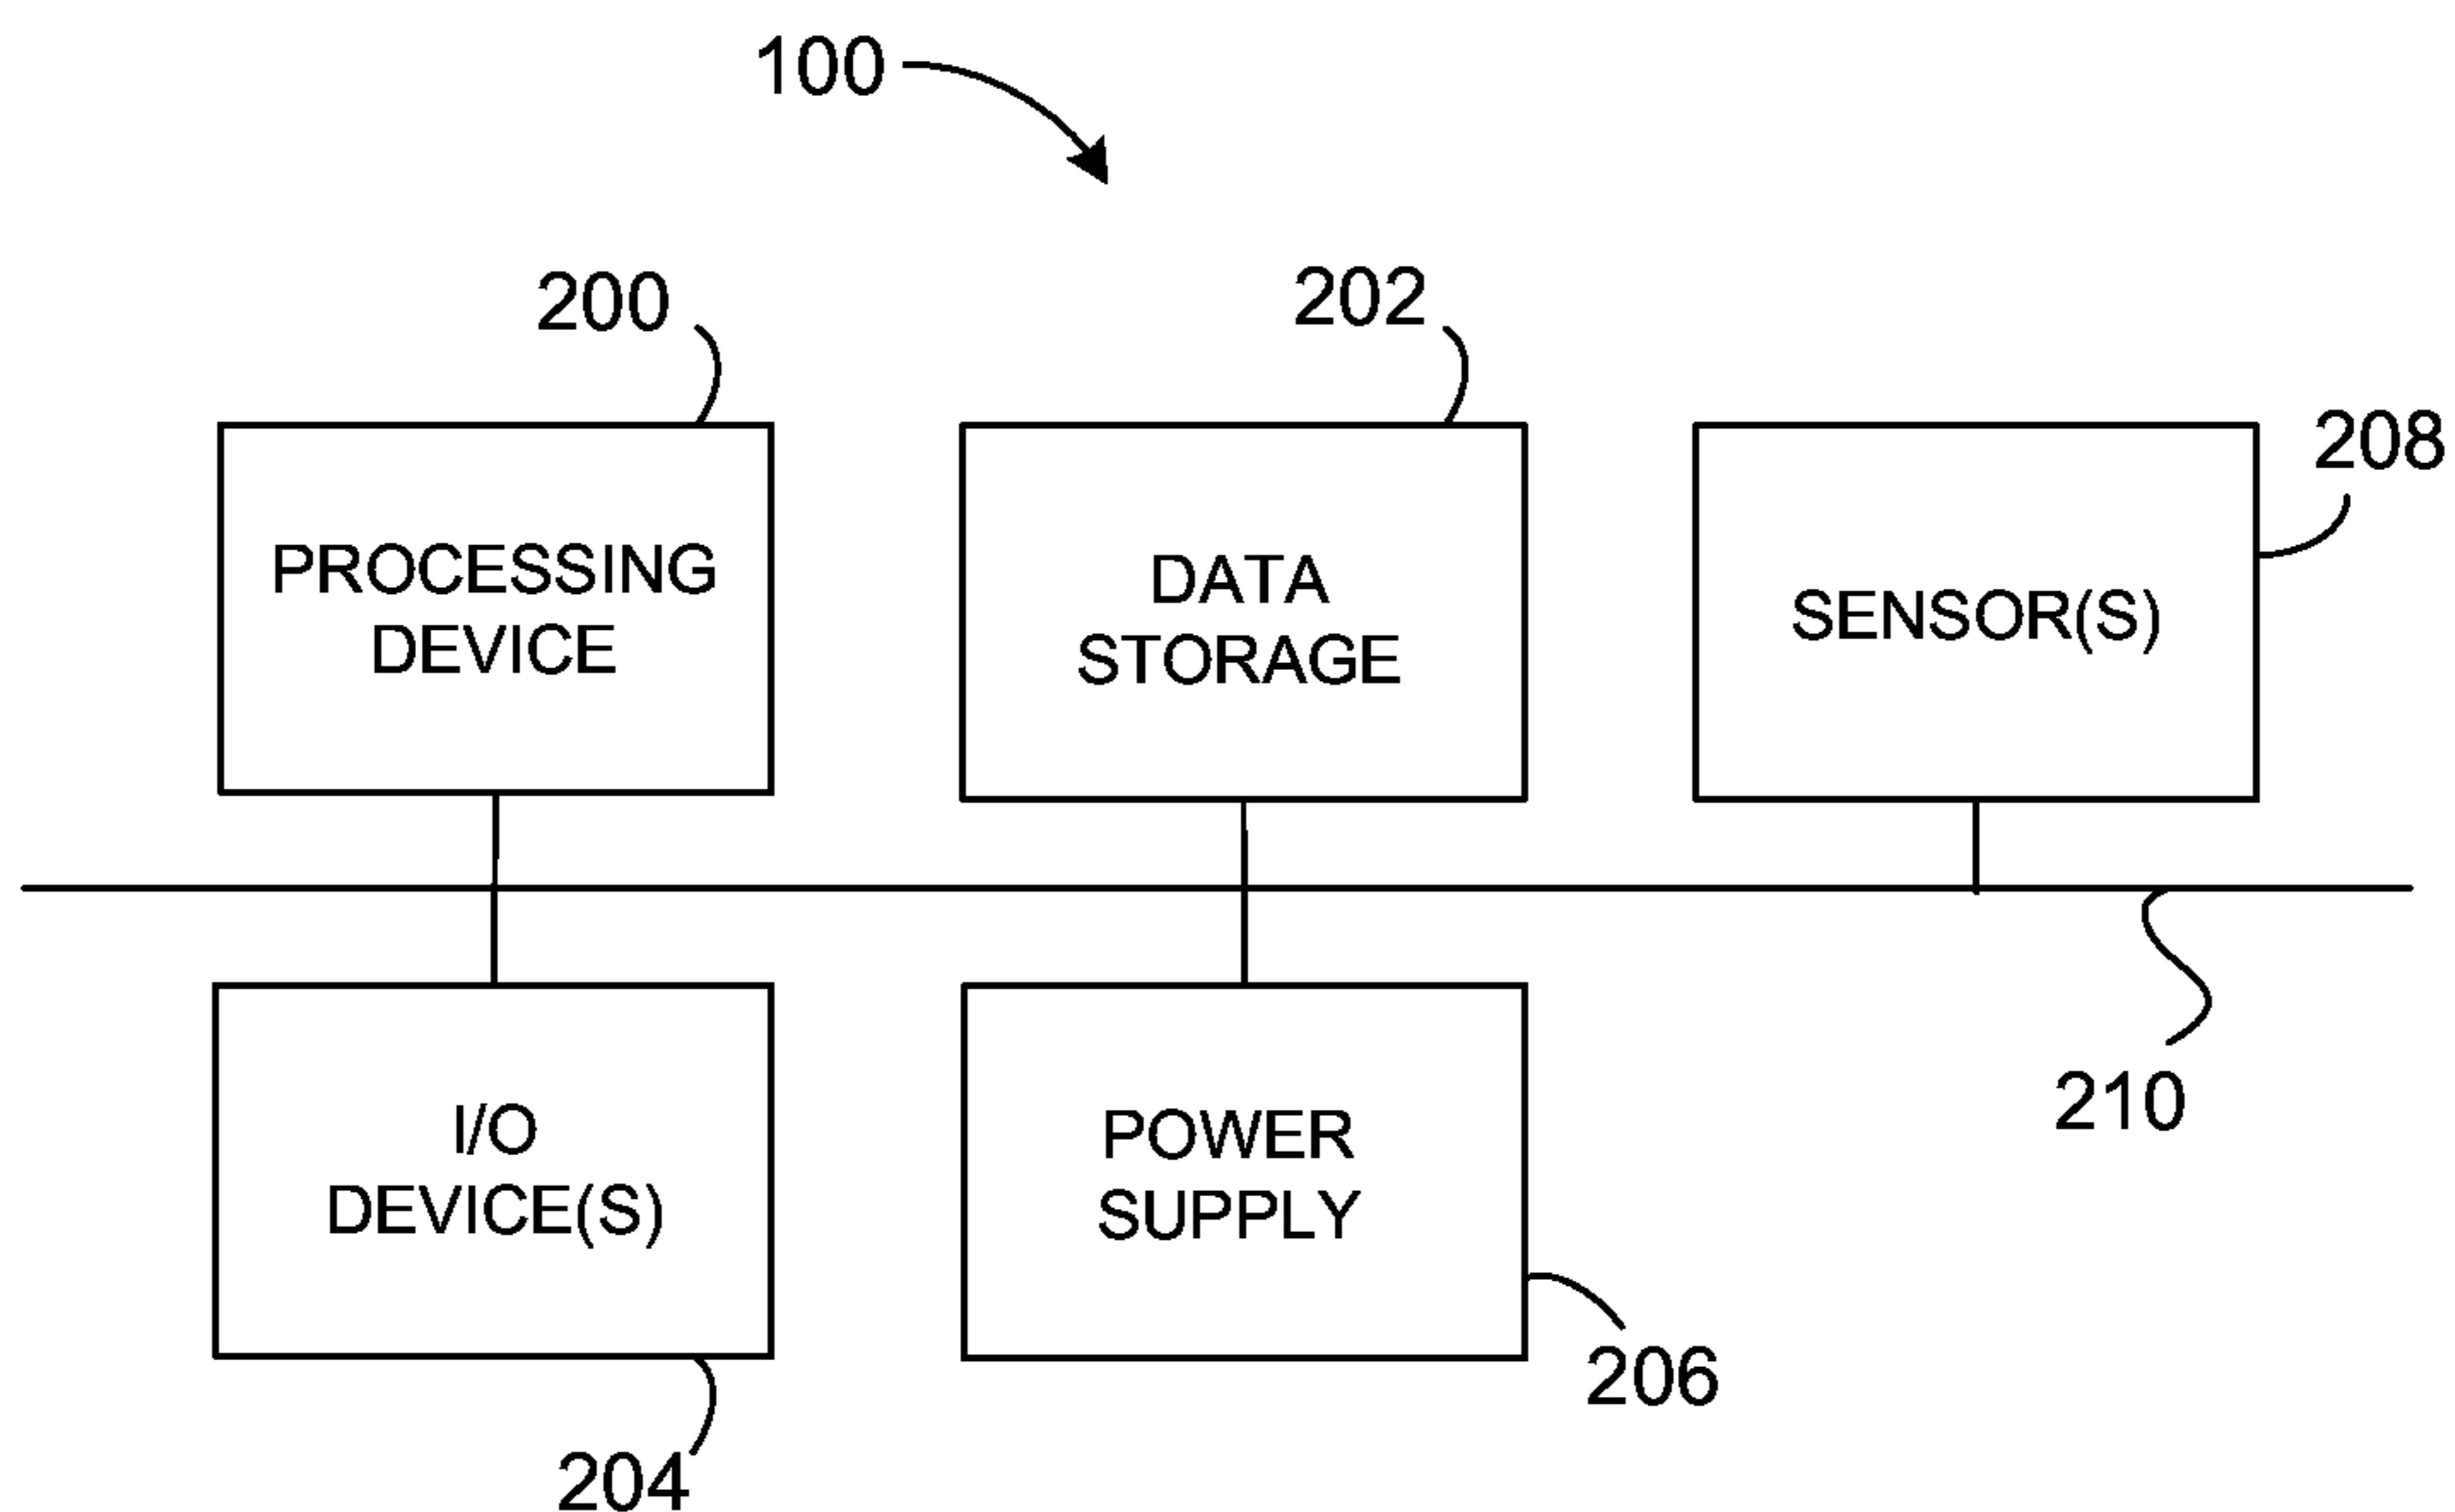 100
200
202
208
PROCESSING
DEVICE
DATA
STORAGE
SENSOR(S)
I/O
DEVICE(S)
POWER
SUPPLY
210
206
204